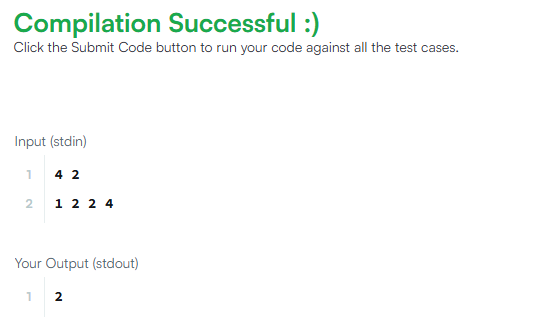 Compilation Successful :)
Click the Submit Code button to run your code against all the test cases.
Input (stdin)
1 4 2
2 1 2 2 4
Your Output (stdout)
1 2